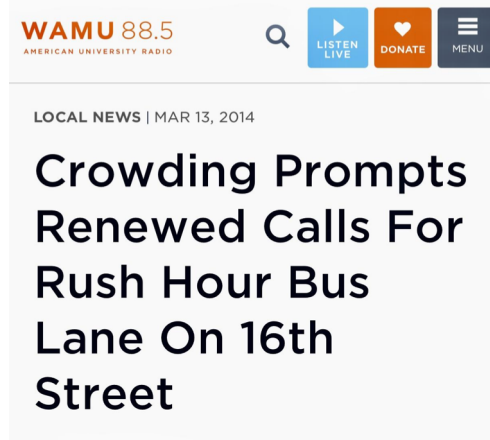 WAMU 88.5
AMERICAN UNIVERSITY RADIO
LISTEN
LIVE
DONATE
MENU
LOCAL NEWS | MAR 13, 2014
Crowding Prompts
Renewed Calls For
Rush Hour Bus
Lane On 16th
Street